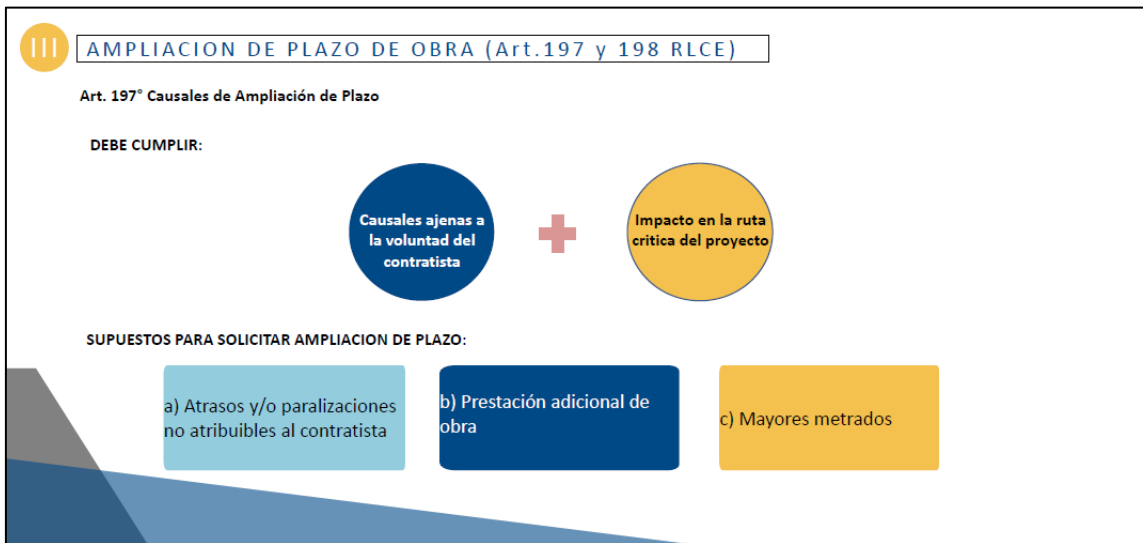 III
AMPLIACION DE PLAZO DE OBRA (Art.197 y 198 RLCE)
Art. 197° Causales de Ampliación de Plazo
DEBE CUMPLIR:
Causales ajenas a
la voluntad del
contratista
Impacto en la ruta
critica del proyecto
SUPUESTOS PARA SOLICITAR AMPLIACION DE PLAZO:
a) Atrasos y/o paralizaciones
no atribuibles al contratista
b) Prestación adicional de
obra
c) Mayores metrados